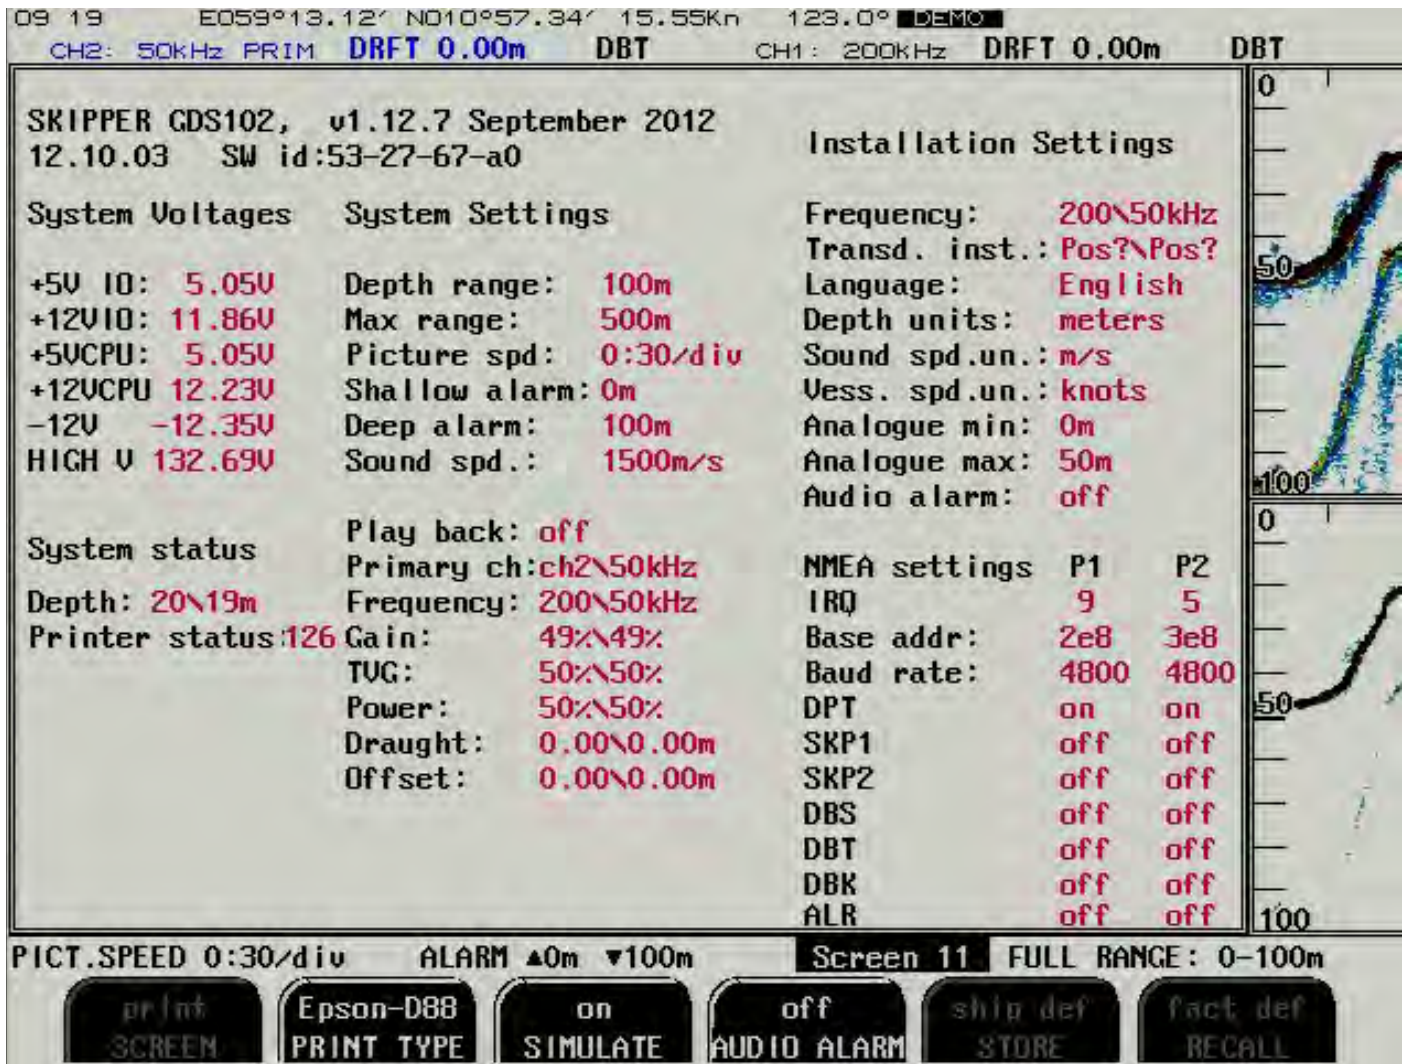 09 19 E059°13.12′ N010°57.34′ 15.55Kn 123.0° DEMO
CH2: 50KHz PRIM DRFT 0.00m DBT CH1: 200KHz DRFT 0.00m DBT
SKIPPER GDS102, v1.12.7 September 2012
12.10.03 SW id:53-27-67-a0
System Voltages
+5V IO: 5.05V
+12VIO: 11.86V
+5VCPU: 5.05V
+12VCPU 12.23V
-12V -12.35V
HIGH V 132.69V
System status
Depth: 20\19m
Printer status:126
System Settings
Depth range: 100m
Max range: 500m
Picture spd: 0:30/div
Shallow alarm: 0m
Deep alarm: 100m
Sound spd.: 1500m/s
Play back: off
Primary ch:ch2\50kHz
Frequency: 200\50kHz
Gain: 49%\49%
TVG: 50%\50%
Power: 50%\50%
Draught: 0.00\0.00m
Offset: 0.00\0.00m
Installation Settings
Frequency: 200\50kHz
Transd. inst.: Pos?\Pos?
Language: English
Depth units: meters
Sound spd.un.: m/s
Vess. spd.un.: knots
Analogue min: 0m
Analogue max: 50m
Audio alarm: off
NMEA settings P1 P2
IRQ 9 5
Base addr: 2e8 3e8
Baud rate: 4800 4800
DPT on on
SKP1 off off
SKP2 off off
DBS off off
DBT off off
DBK off off
ALR off off
0
50
100
0
50
100
PICT.SPEED 0:30/div ALARM ▲0m ▼100m Screen 11 FULL RANGE: 0-100m
print Epson-D88 on off ship def fact def
SCREEN PRINT TYPE SIMULATE AUDIO ALARM STORE RECALL